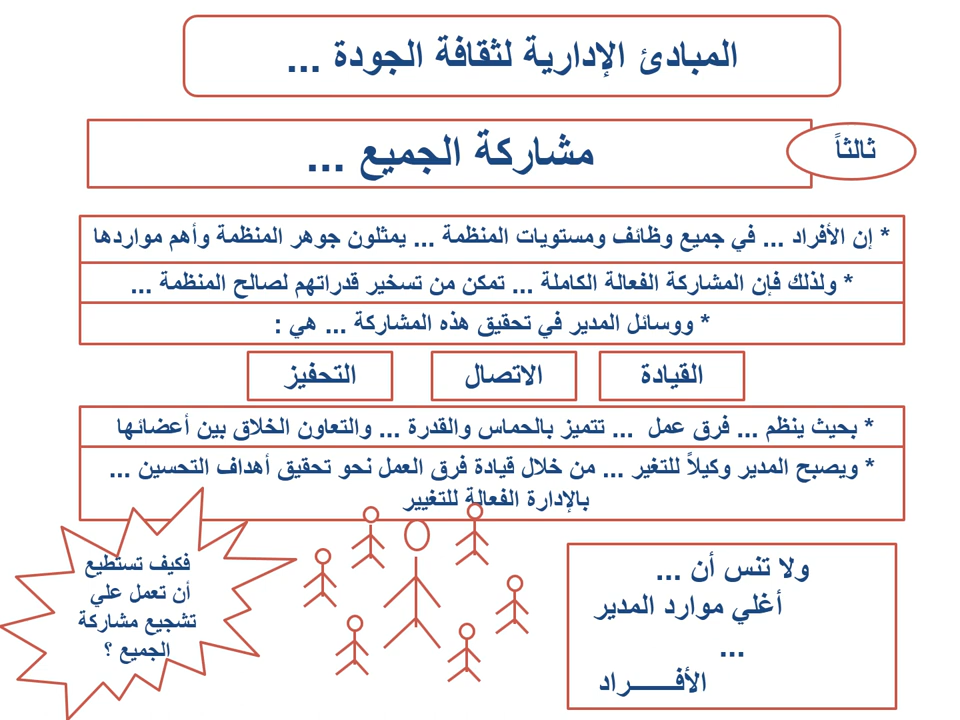 المبادئ الإدارية لثقافة الجودة ...
ثالثاً
مشاركة الجميع ...
* إن الأفراد ... في جميع وظائف ومستويات المنظمة ... يمثلون جوهر المنظمة وأهم مواردها
* ولذلك فإن المشاركة الفعالة الكاملة ... تمكن من تسخير قدراتهم لصالح المنظمة ...
* ووسائل المدير في تحقيق هذه المشاركة ... هي :
القيادة
الاتصال
التحفيز
* بحيث ينظم ... فرق عمل ... تتميز بالحماس والقدرة ... والتعاون الخلاق بين أعضائها
* ويصبح المدير وكيلاً للتغير ... من خلال قيادة فرق العمل نحو تحقيق أهداف التحسين ...
بالإدارة الفعالة للتغيير
ولا تنس أن ...
أغلي موارد المدير
...
الأفـــــــراد
فكيف تستطيع
أن تعمل علي
تشجيع مشاركة
الجميع ؟